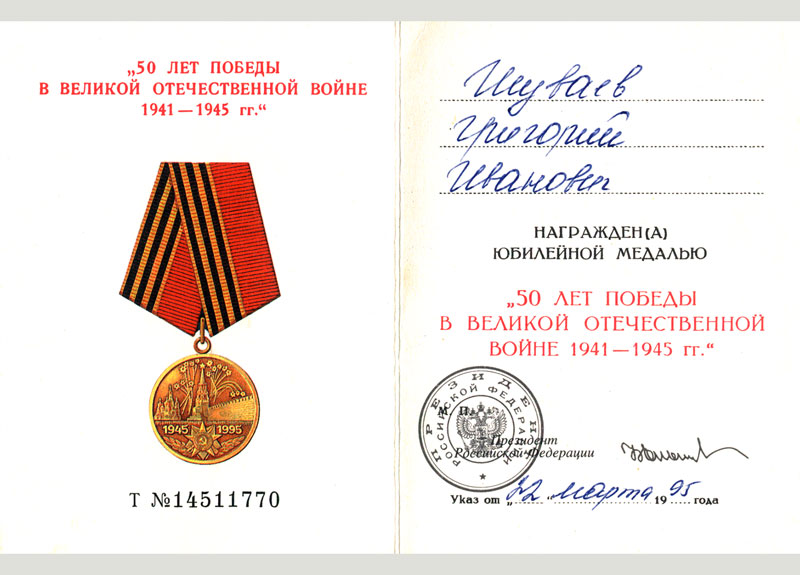 „50 ЛЕТ ПОБЕДЫ
В ВЕЛИКОЙ ОТЕЧЕСТВЕННОЙ ВОЙНЕ
1941 — 1945 гг.“
1945 1995
Т №14511770
Шуваев
Григорий
Иванович
НАГРАЖДЕН(А)
ЮБИЛЕЙНОЙ МЕДАЛЬЮ
„50 ЛЕТ ПОБЕДЫ
В ВЕЛИКОЙ ОТЕЧЕСТВЕННОЙ
ВОЙНЕ 1941 — 1945 гг.“
ПРЕЗИДЕН
РОССИЙСКОЙ ФЕДЕРАЦИИ
М. П.
Президент
Российской Федерации
Указ от „22“ марта 1995 года